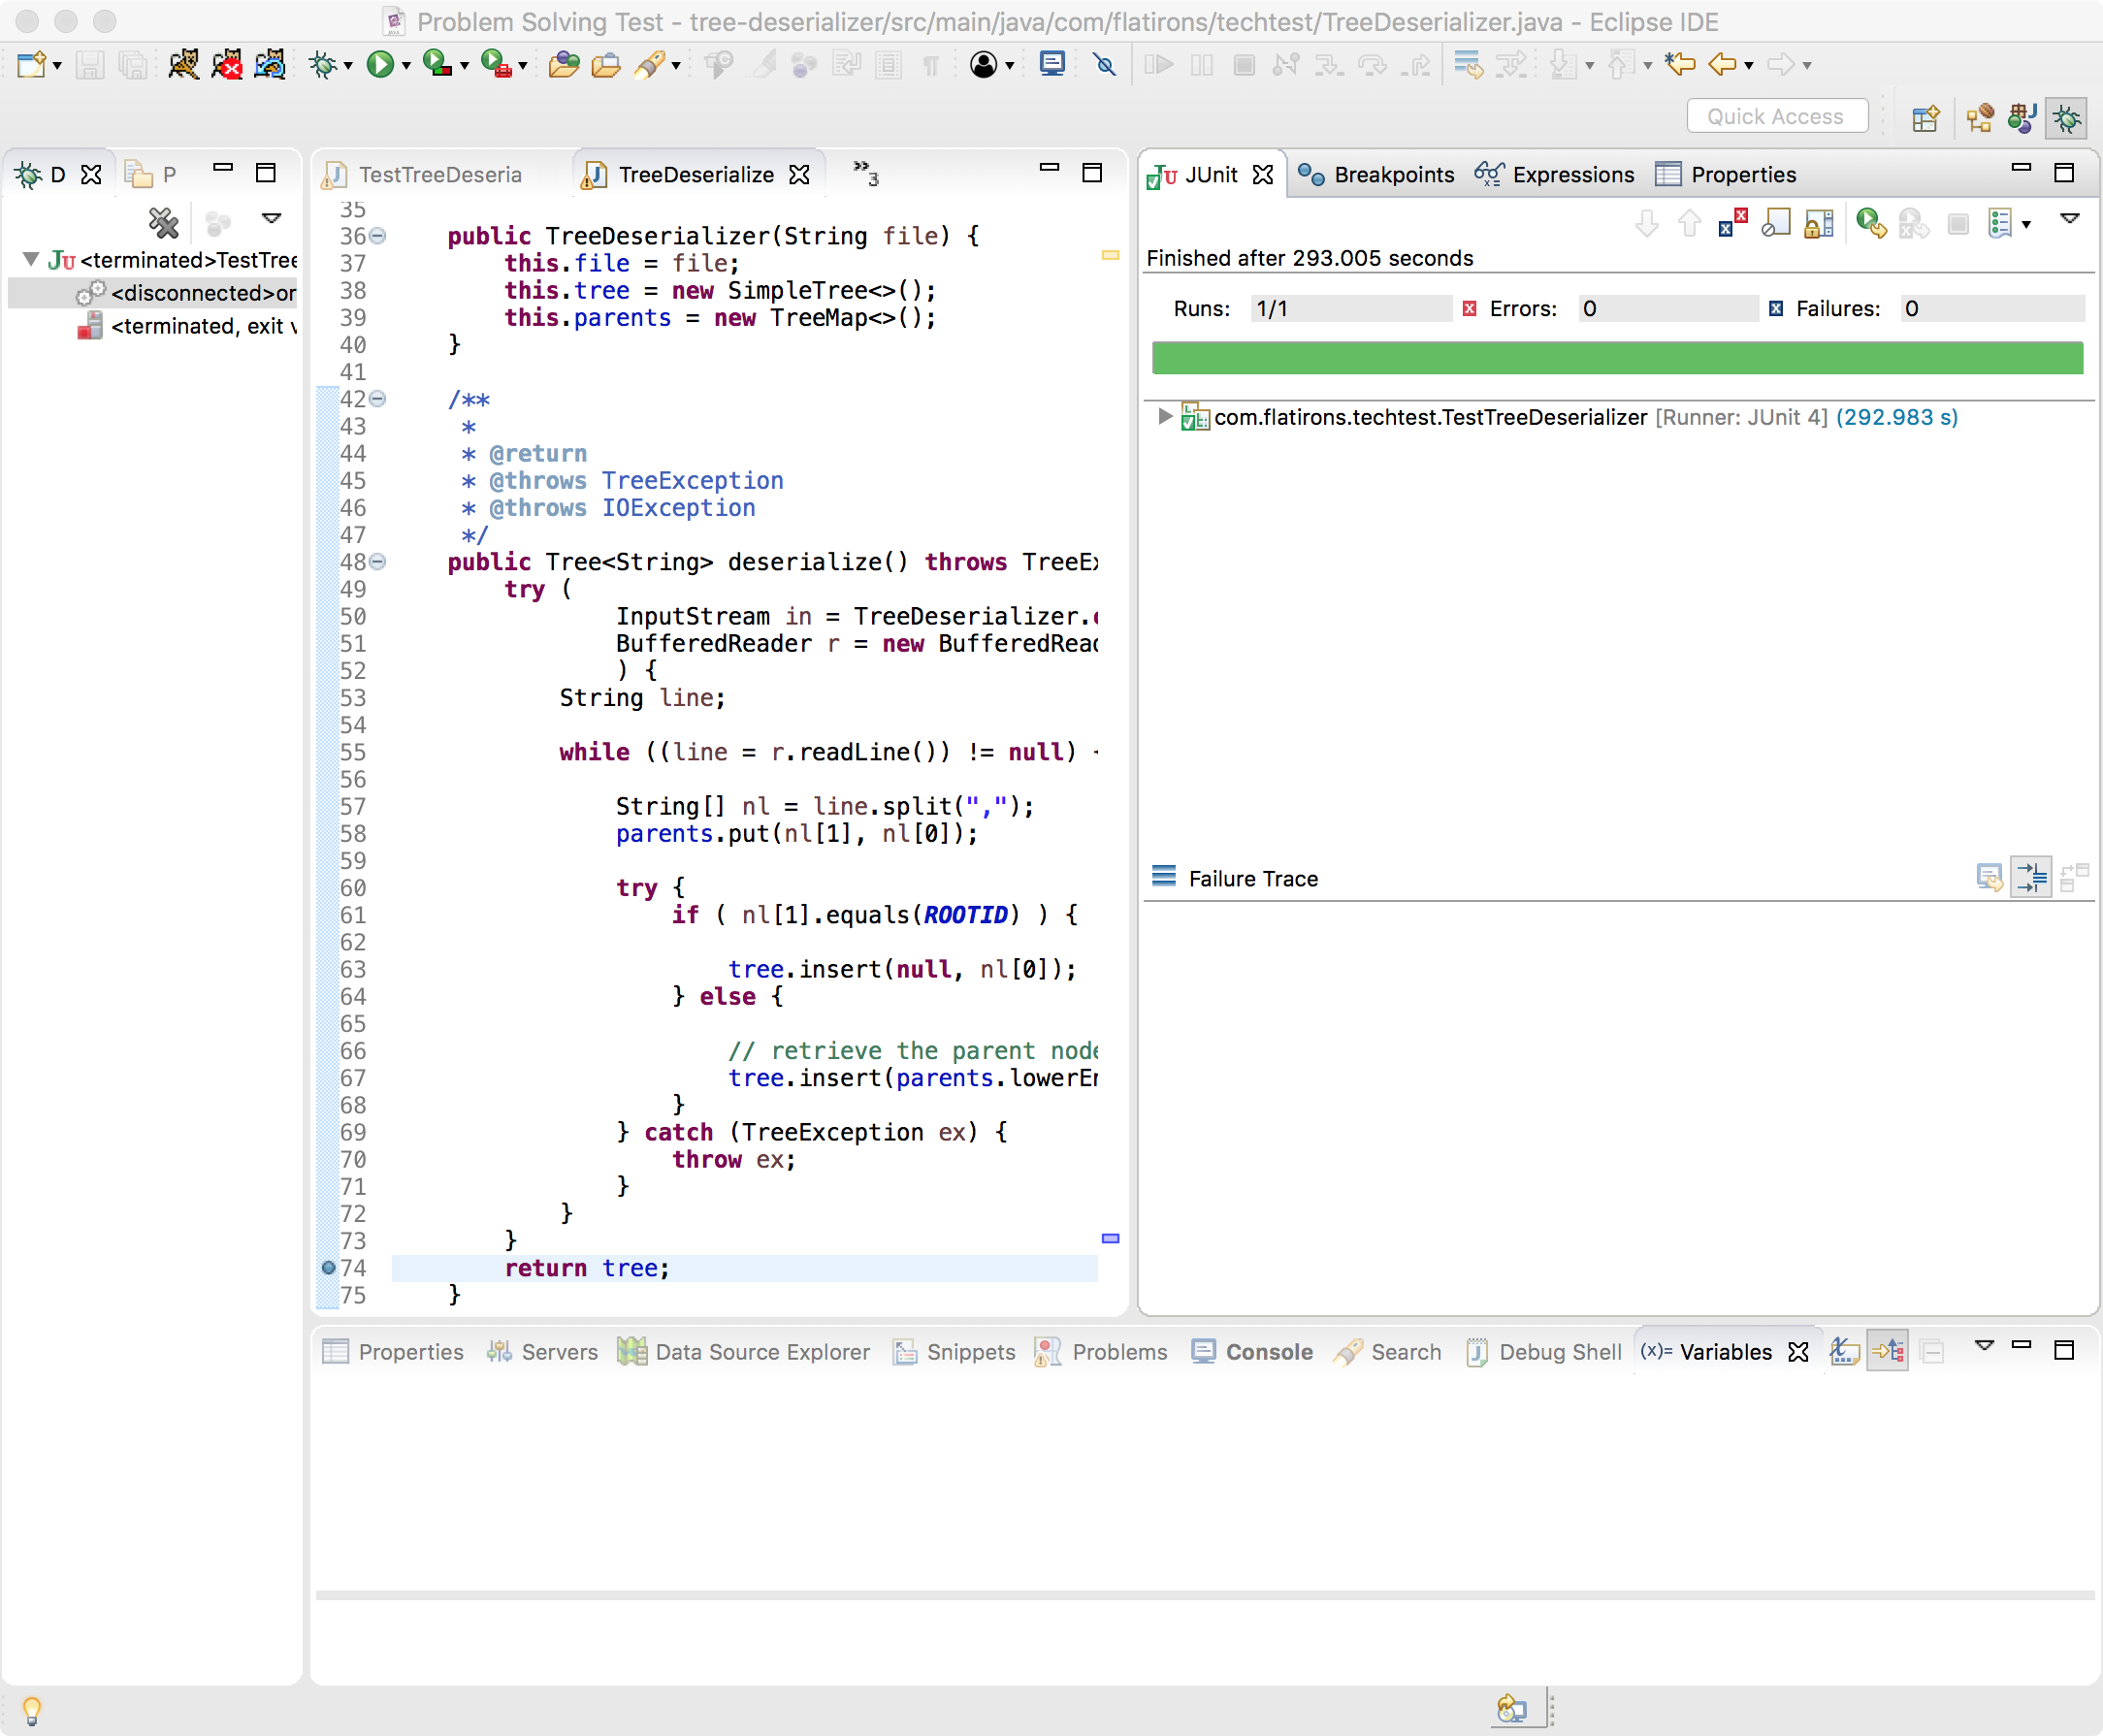 Problem Solving Test - tree-deserializer/src/main/java/com/flatirons/techtest/TreeDeserializer.java - Eclipse IDE
Quick Access
D
P
<terminated>TestTree
<disconnected>or
<terminated, exit v
TestTreeDeseria
TreeDeserialize
»3
35
36 public TreeDeserializer(String file) {
37 this.file = file;
38 this.tree = new SimpleTree<>();
39 this.parents = new TreeMap<>();
40 }
41
42 /**
43 *
44 * @return
45 * @throws TreeException
46 * @throws IOException
47 */
48 public Tree<String> deserialize() throws TreeEx
49 try (
50 InputStream in = TreeDeserializer.
51 BufferedReader r = new BufferedRead
52 ) {
53 String line;
54
55 while ((line = r.readLine()) != null)
56
57 String[] nl = line.split(",");
58 parents.put(nl[1], nl[0]);
59
60 try {
61 if ( nl[1].equals(ROOTID) ) {
62
63 tree.insert(null, nl[0]);
64 } else {
65
66 // retrieve the parent node
67 tree.insert(parents.lowerEn
68 }
69 } catch (TreeException ex) {
70 throw ex;
71 }
72 }
73 }
74 return tree;
75 }
JUnit
Breakpoints
Expressions
Properties
Finished after 293.005 seconds
Runs: 1/1 Errors: 0 Failures: 0
com.flatirons.techtest.TestTreeDeserializer [Runner: JUnit 4] (292.983 s)
Failure Trace
Properties
Servers
Data Source Explorer
Snippets
Problems
Console
Search
Debug Shell
(x)= Variables